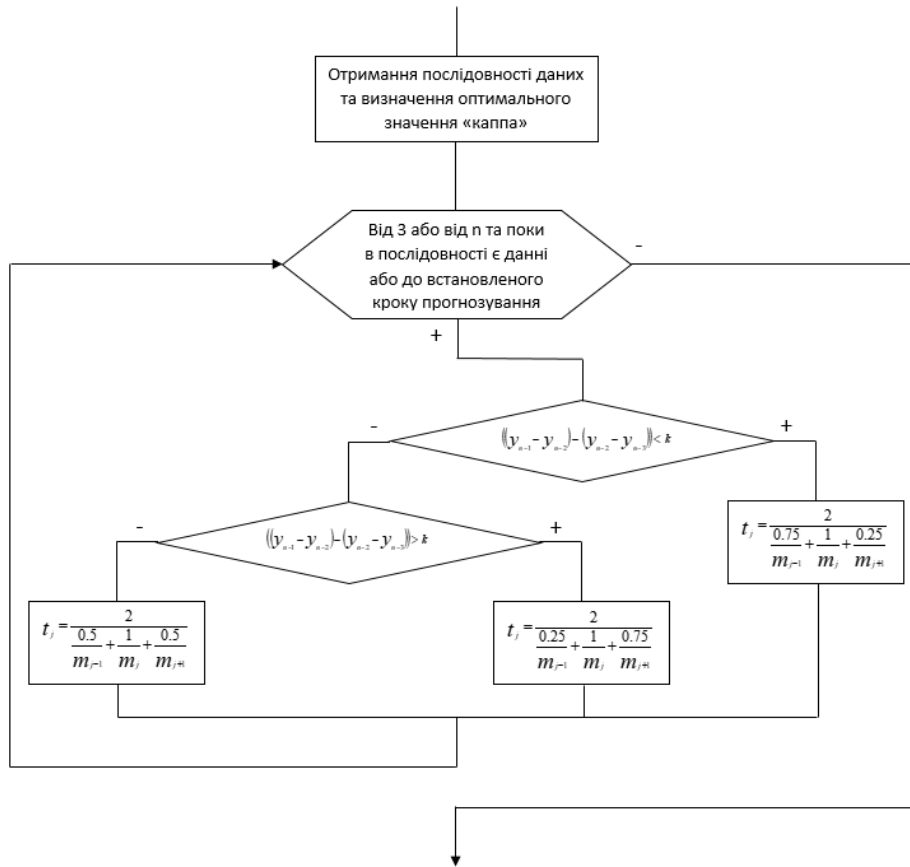 Отримання послідовності даних
та визначення оптимального
значення «каппа»
Від 3 або від n та поки
в послідовності є данні
або до встановленого
кроку прогнозування
-
+
((y_{n-1} - y_{n-2}) - (y_{n-2} - y_{n-3})) < k
-
+
((y_{n-1} - y_{n-2}) - (y_{n-2} - y_{n-3})) > k
-
+
t_j = 2 / (0.75/m_{j-1} + 1/m_j + 0.25/m_{j+1})
t_j = 2 / (0.5/m_{j-1} + 1/m_j + 0.5/m_{j+1})
t_j = 2 / (0.25/m_{j-1} + 1/m_j + 0.75/m_{j+1})